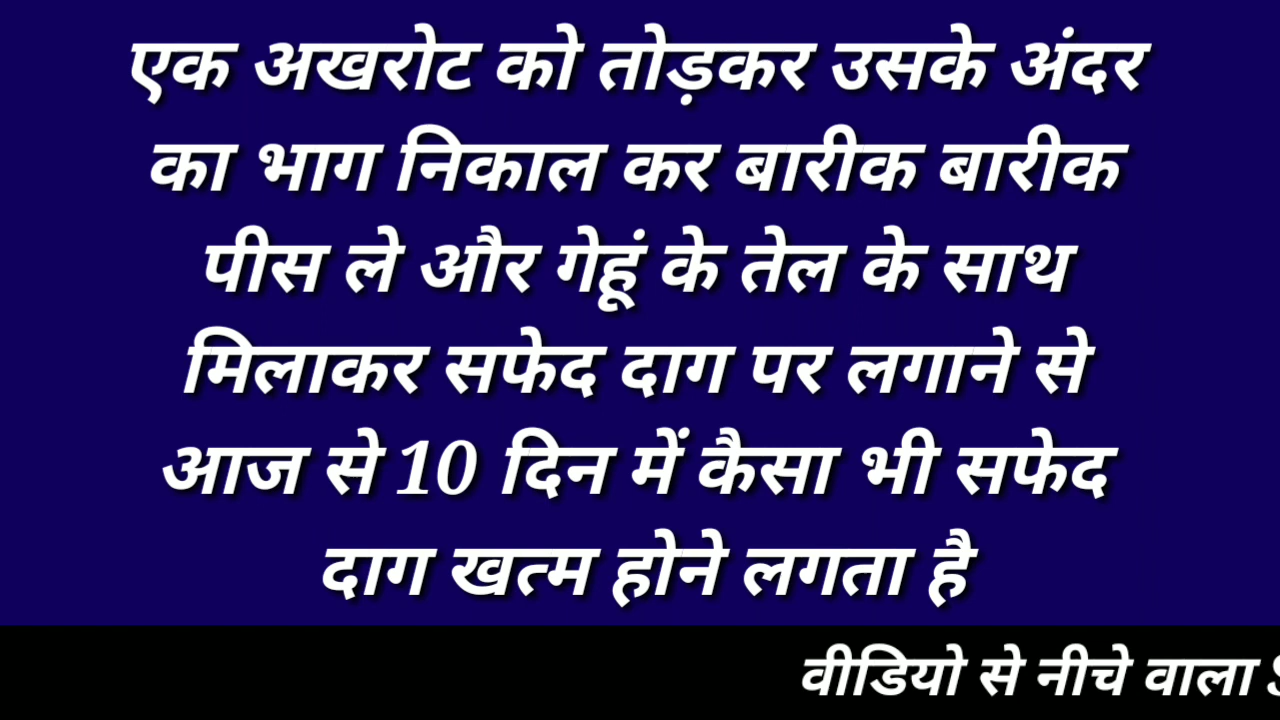 एक अखरोट को तोड़कर उसके अंदर
का भाग निकाल कर बारीक बारीक
पीस ले और गेहूं के तेल के साथ
मिलाकर सफेद दाग पर लगाने से
आज से 10 दिन में कैसा भी सफेद
दाग खत्म होने लगता है
वीडियो से नीचे वाला